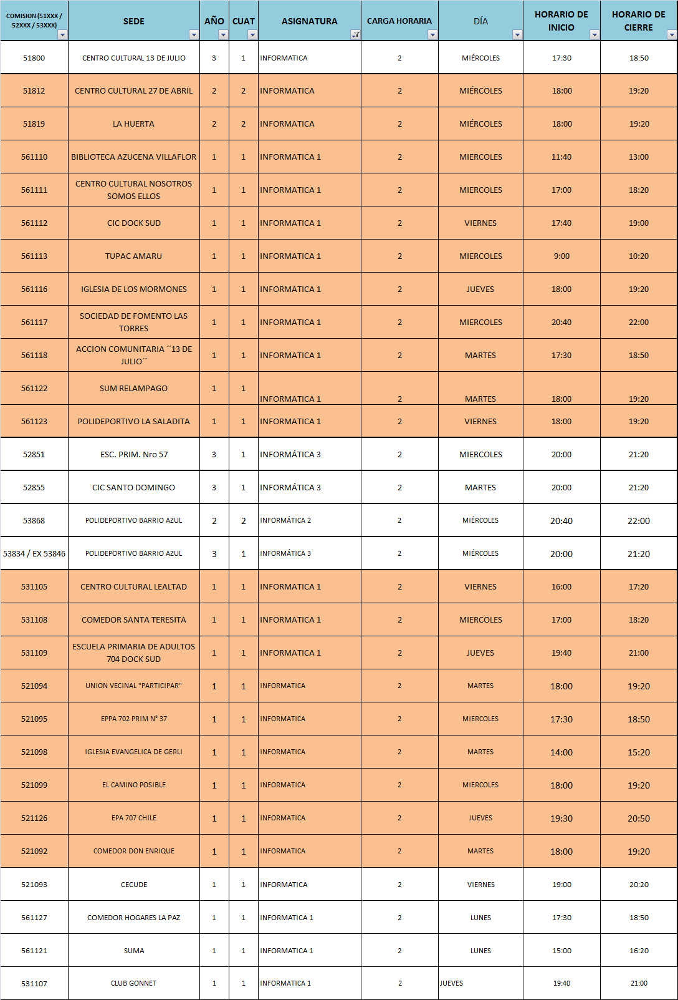 COMISION (51XXX / 52XXX / 53XXX) SEDE AÑO CUAT ASIGNATURA CARGA HORARIA DÍA HORARIO DE INICIO HORARIO DE CIERRE
51800 CENTRO CULTURAL 13 DE JULIO 3 1 INFORMATICA 2 MIÉRCOLES 17:30 18:50
51812 CENTRO CULTURAL 27 DE ABRIL 2 2 INFORMATICA 2 MIÉRCOLES 18:00 19:20
51819 LA HUERTA 2 2 INFORMATICA 2 MIÉRCOLES 18:00 19:20
561110 BIBLIOTECA AZUCENA VILLAFLOR 1 1 INFORMATICA 1 2 MIERCOLES 11:40 13:00
561111 CENTRO CULTURAL NOSOTROS SOMOS ELLOS 1 1 INFORMATICA 1 2 MIERCOLES 17:00 18:20
561112 CIC DOCK SUD 1 1 INFORMATICA 1 2 VIERNES 17:40 19:00
561113 TUPAC AMARU 1 1 INFORMATICA 1 2 MIERCOLES 9:00 10:20
561116 IGLESIA DE LOS MORMONES 1 1 INFORMATICA 1 2 JUEVES 18:00 19:20
561117 SOCIEDAD DE FOMENTO LAS TORRES 1 1 INFORMATICA 1 2 MIERCOLES 20:40 22:00
561118 ACCION COMUNITARIA ´´13 DE JULIO´´ 1 1 INFORMATICA 1 2 MARTES 17:30 18:50
561122 SUM RELAMPAGO 1 1 INFORMATICA 1 2 MARTES 18:00 19:20
561123 POLIDEPORTIVO LA SALADITA 1 1 INFORMATICA 1 2 VIERNES 18:00 19:20
52851 ESC. PRIM. Nro 57 3 1 INFORMÁTICA 3 2 MIERCOLES 20:00 21:20
52855 CIC SANTO DOMINGO 3 1 INFORMÁTICA 3 2 MARTES 20:00 21:20
53868 POLIDEPORTIVO BARRIO AZUL 2 2 INFORMÁTICA 2 2 MIÉRCOLES 20:40 22:00
53834 / EX 53846 POLIDEPORTIVO BARRIO AZUL 3 1 INFORMÁTICA 3 2 MIÉRCOLES 20:00 21:20
531105 CENTRO CULTURAL LEALTAD 1 1 INFORMATICA 1 2 VIERNES 16:00 17:20
531108 COMEDOR SANTA TERESITA 1 1 INFORMATICA 1 2 MIERCOLES 17:00 18:20
531109 ESCUELA PRIMARIA DE ADULTOS 704 DOCK SUD 1 1 INFORMATICA 1 2 JUEVES 19:40 21:00
521094 UNION VECINAL "PARTICIPAR" 1 1 INFORMATICA 2 MARTES 18:00 19:20
521095 EPPA 702 PRIM Nº 37 1 1 INFORMATICA 2 MIERCOLES 17:30 18:50
521098 IGLESIA EVANGELICA DE GERLI 1 1 INFORMATICA 2 MARTES 14:00 15:20
521099 EL CAMINO POSIBLE 1 1 INFORMATICA 2 MIERCOLES 18:00 19:20
521126 EPA 707 CHILE 1 1 INFORMATICA 2 JUEVES 19:30 20:50
521092 COMEDOR DON ENRIQUE 1 1 INFORMATICA 2 MARTES 18:00 19:20
521093 CECUDE 1 1 INFORMATICA 2 VIERNES 19:00 20:20
561127 COMEDOR HOGARES LA PAZ 1 1 INFORMATICA 1 2 LUNES 17:30 18:50
561121 SUMA 1 1 INFORMATICA 1 2 LUNES 15:00 16:20
531107 CLUB GONNET 1 1 INFORMATICA 1 2 JUEVES 19:40 21:00